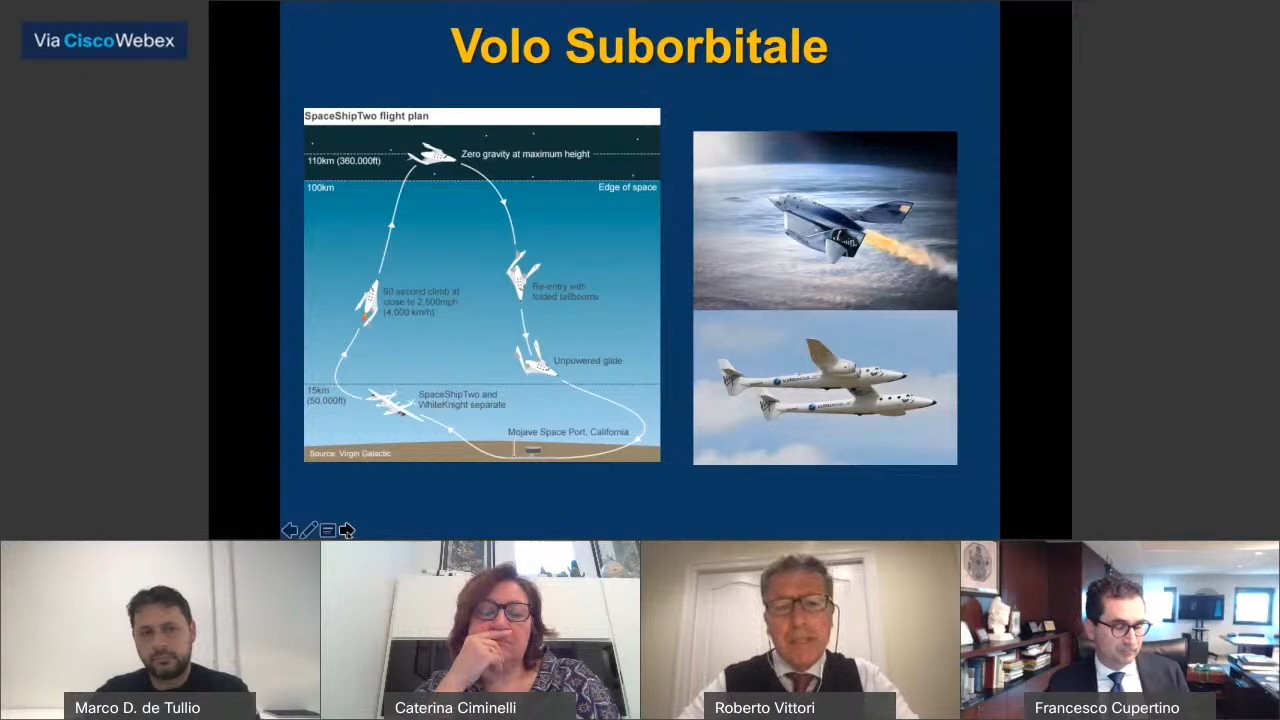 Via Cisco Webex
Volo Suborbitale
SpaceShipTwo flight plan
Zero gravity at maximum height
110km (360,000ft)
100km
Edge of space
90 second climb at
close to 2,500mph
(4,000 km/h)
Re-entry with
folded tailbooms
Unpowered glide
15km
(50,000ft)
SpaceShipTwo and
WhiteKnight separate
Mojave Space Port, California
Source: Virgin Galactic
Marco D. de Tullio
Caterina Ciminelli
Roberto Vittori
Francesco Cupertino